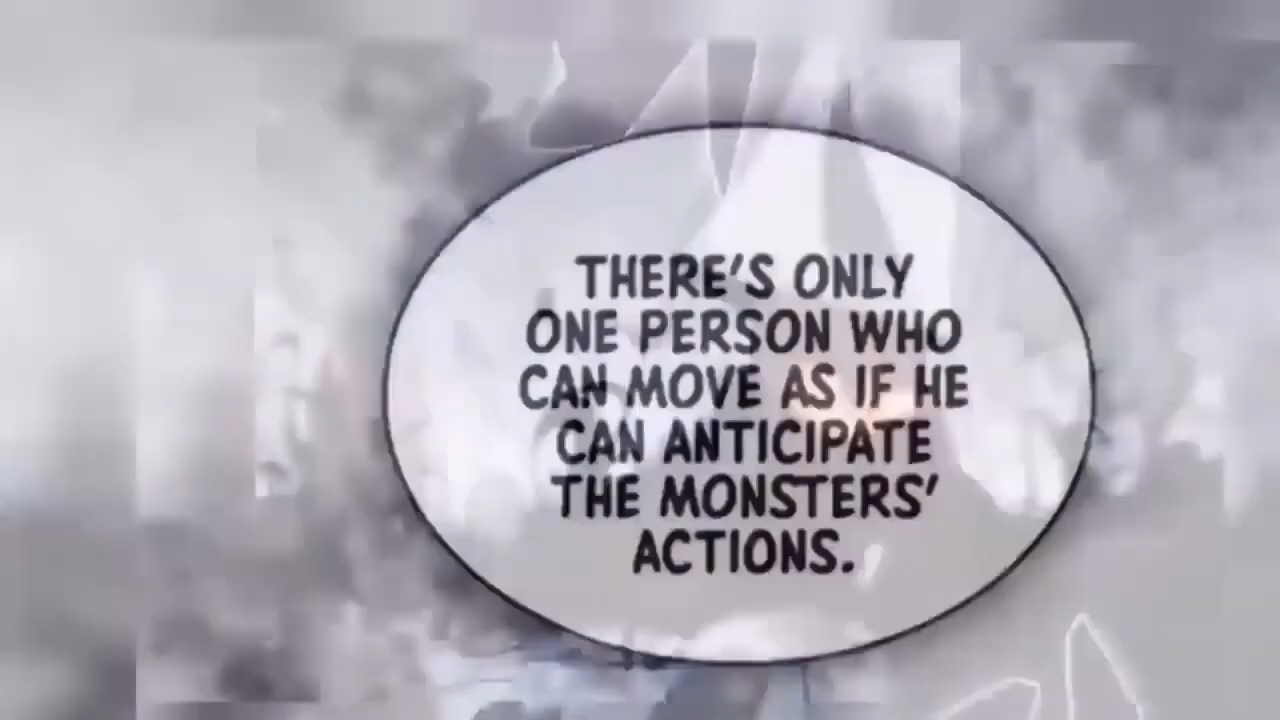 THERE'S ONLY
ONE PERSON WHO
CAN MOVE AS IF HE
CAN ANTICIPATE
THE MONSTERS'
ACTIONS.